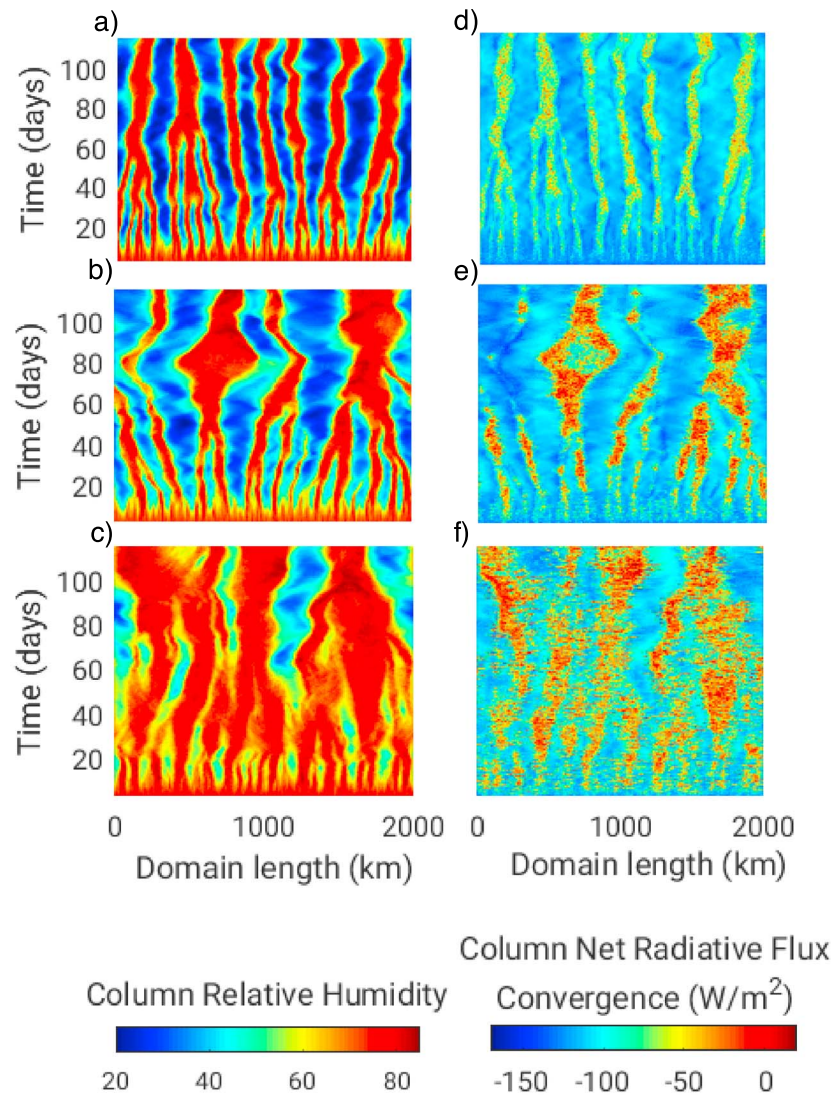 a)
d)
Time (days)
100
80
60
40
20
b)
e)
Time (days)
100
80
60
40
20
c)
f)
Time (days)
100
80
60
40
20
0 1000 2000
0 1000 2000
Domain length (km)
Domain length (km)
Column Relative Humidity
20 40 60 80
Column Net Radiative Flux
Convergence (W/m²)
-150 -100 -50 0